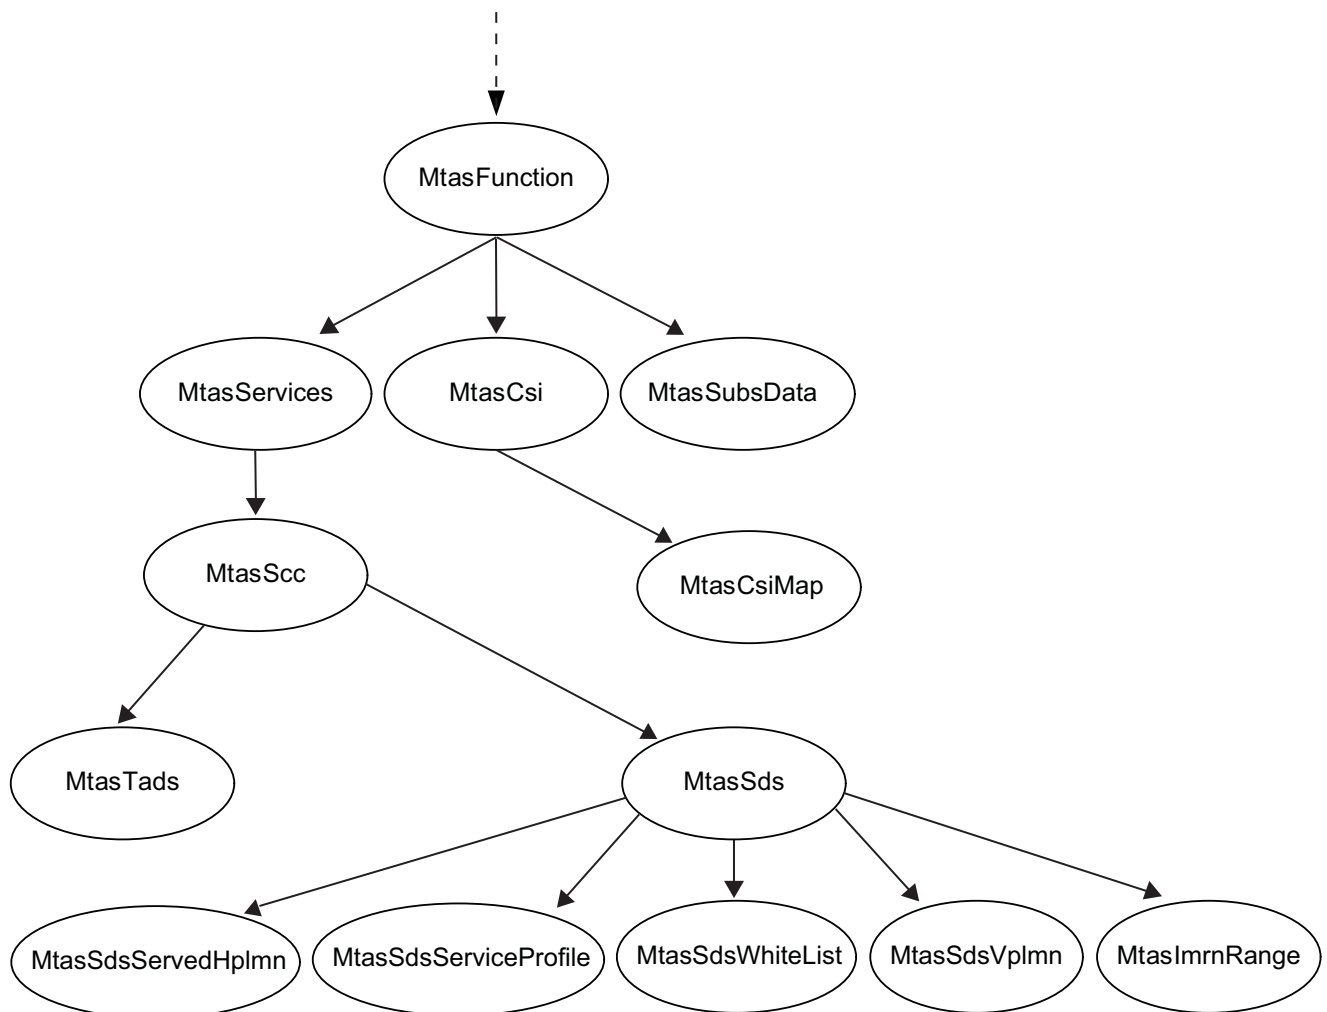 MtasFunction
MtasServices
MtasCsi
MtasSubsData
MtasScc
MtasCsiMap
MtasTads
MtasSds
MtasSdsServedHplmn
MtasSdsServiceProfile
MtasSdsWhiteList
MtasSdsVplmn
MtasImrnRange